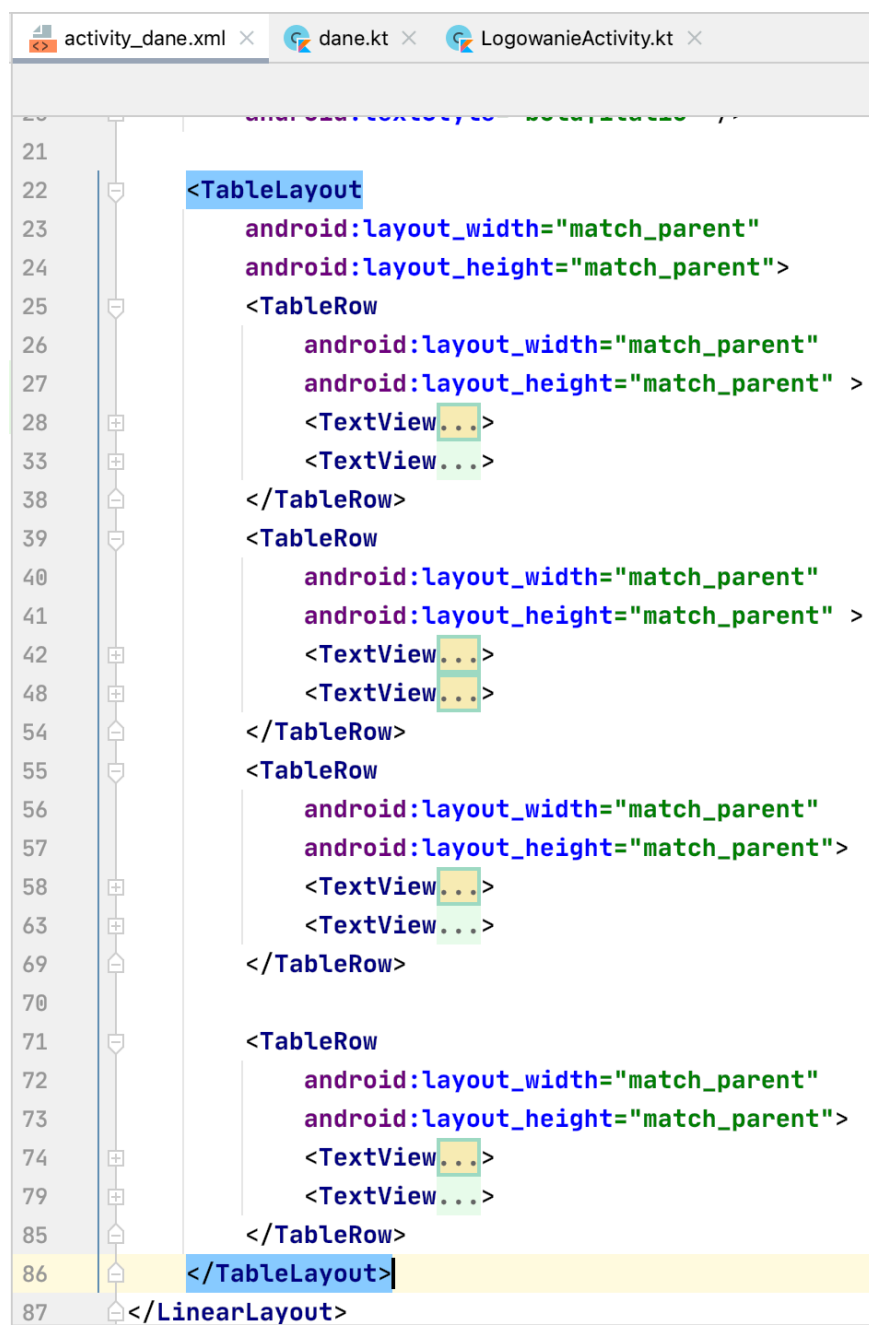 activity_dane.xml dane.kt LogowanieActivity.kt
21
22 <TableLayout
23 android:layout_width="match_parent"
24 android:layout_height="match_parent">
25 <TableRow
26 android:layout_width="match_parent"
27 android:layout_height="match_parent" >
28 <TextView...>
33 <TextView...>
38 </TableRow>
39 <TableRow
40 android:layout_width="match_parent"
41 android:layout_height="match_parent" >
42 <TextView...>
48 <TextView...>
54 </TableRow>
55 <TableRow
56 android:layout_width="match_parent"
57 android:layout_height="match_parent">
58 <TextView...>
63 <TextView...>
69 </TableRow>
70
71 <TableRow
72 android:layout_width="match_parent"
73 android:layout_height="match_parent">
74 <TextView...>
79 <TextView...>
85 </TableRow>
86 </TableLayout>
87 </LinearLayout>